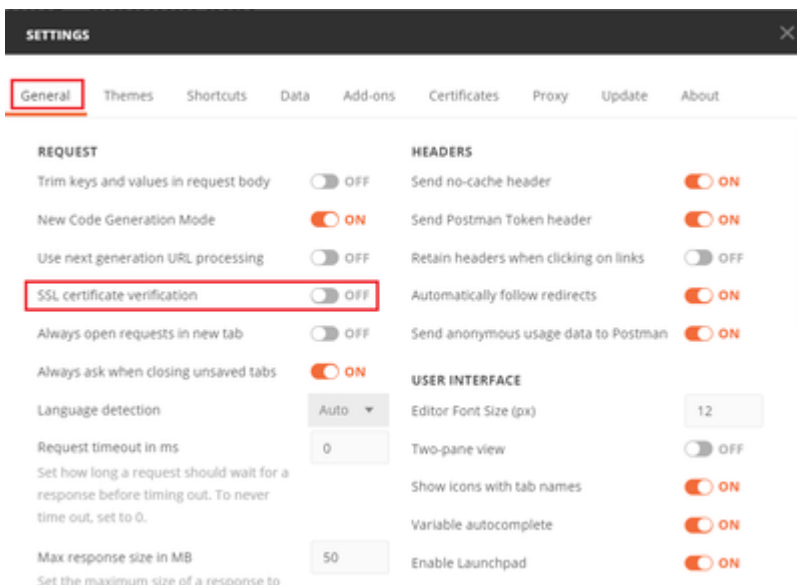 SETTINGS
General Themes Shortcuts Data Add-ons Certificates Proxy Update About
REQUEST
Trim keys and values in request body OFF
New Code Generation Mode ON
Use next generation URL processing OFF
SSL certificate verification OFF
Always open requests in new tab OFF
Always ask when closing unsaved tabs ON
Language detection Auto
Request timeout in ms 0
Set how long a request should wait for a
response before timing out. To never
time out, set to 0.
Max response size in MB 50
Set the maximum size of a response to
HEADERS
Send no-cache header ON
Send Postman Token header ON
Retain headers when clicking on links OFF
Automatically follow redirects ON
Send anonymous usage data to Postman ON
USER INTERFACE
Editor Font Size (px) 12
Two-pane view OFF
Show icons with tab names ON
Variable autocomplete ON
Enable Launchpad ON